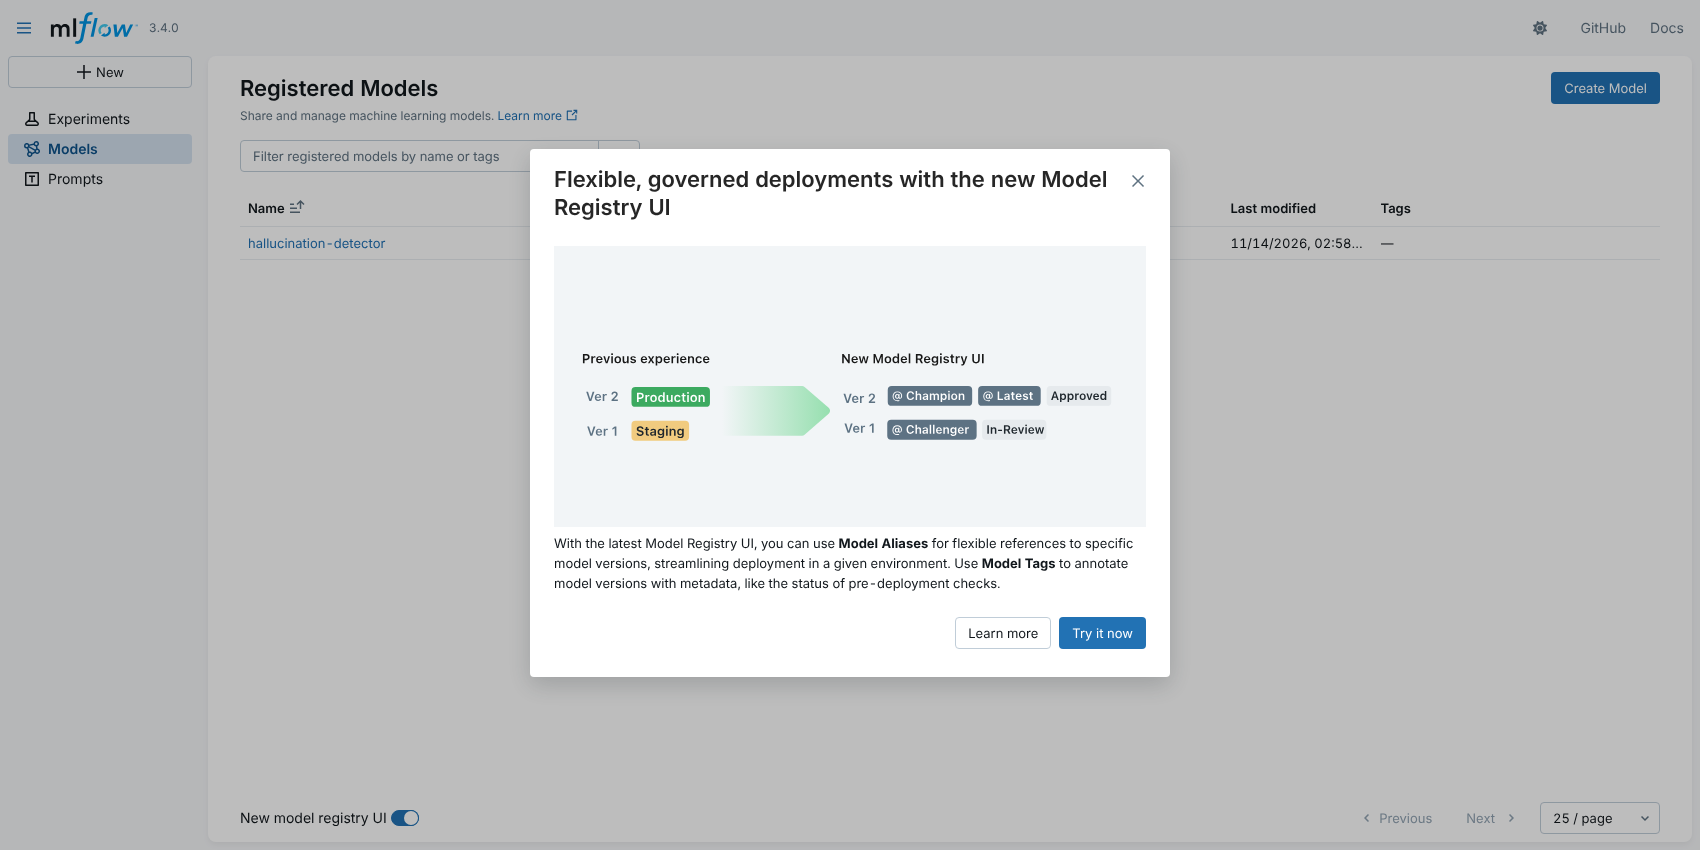 mlflow 3.4.0
GitHub
Docs
New
Experiments
Models
Prompts
Registered Models
Create Model
Share and manage machine learning models. Learn more
Filter registered models by name or tags
Name
Last modified
Tags
hallucination-detector
11/14/2026, 02:58...
—
Flexible, governed deployments with the new Model
Registry UI
Previous experience
Ver 2 Production
Ver 1 Staging
New Model Registry UI
Ver 2 @ Champion @ Latest Approved
Ver 1 @ Challenger In-Review
With the latest Model Registry UI, you can use Model Aliases for flexible references to specific
model versions, streamlining deployment in a given environment. Use Model Tags to annotate
model versions with metadata, like the status of pre-deployment checks.
Learn more
Try it now
New model registry UI
Previous
Next
25 / page